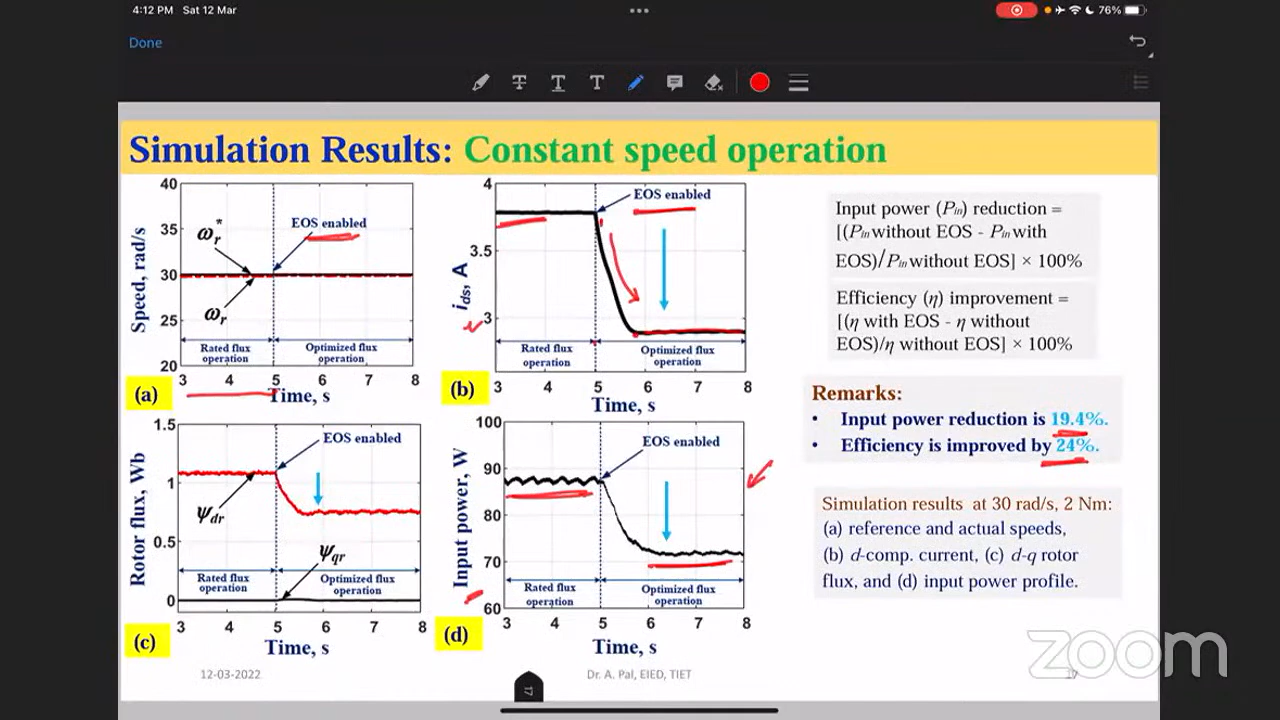 4:12 PM Sat 12 Mar
76%
Done
T T T
Simulation Results: Constant speed operation
40
35
30
25
20
Speed, rad/s
ω*r
ωr
EOS enabled
Rated flux operation
Optimized flux operation
3 4 5 6 7 8
(a)
Time, s
4
3.5
3
ids, A
EOS enabled
Rated flux operation
Optimized flux operation
3 4 5 6 7 8
(b)
Time, s
1.5
1
0.5
0
Rotor flux, Wb
EOS enabled
ψdr
ψqr
Rated flux operation
Optimized flux operation
3 4 5 6 7 8
(c)
Time, s
100
90
80
70
60
Input power, W
EOS enabled
Rated flux operation
Optimized flux operation
3 4 5 6 7 8
(d)
Time, s
Input power (Pin) reduction =
[(Pin without EOS - Pin with
EOS)/Pin without EOS] × 100%
Efficiency (η) improvement =
[(η with EOS - η without
EOS)/η without EOS] × 100%
Remarks:
• Input power reduction is 19.4%.
• Efficiency is improved by 24%.
Simulation results at 30 rad/s, 2 Nm:
(a) reference and actual speeds,
(b) d-comp. current, (c) d-q rotor
flux, and (d) input power profile.
12-03-2022
17
Dr. A. Pal, EIED, TIET
17
zoom